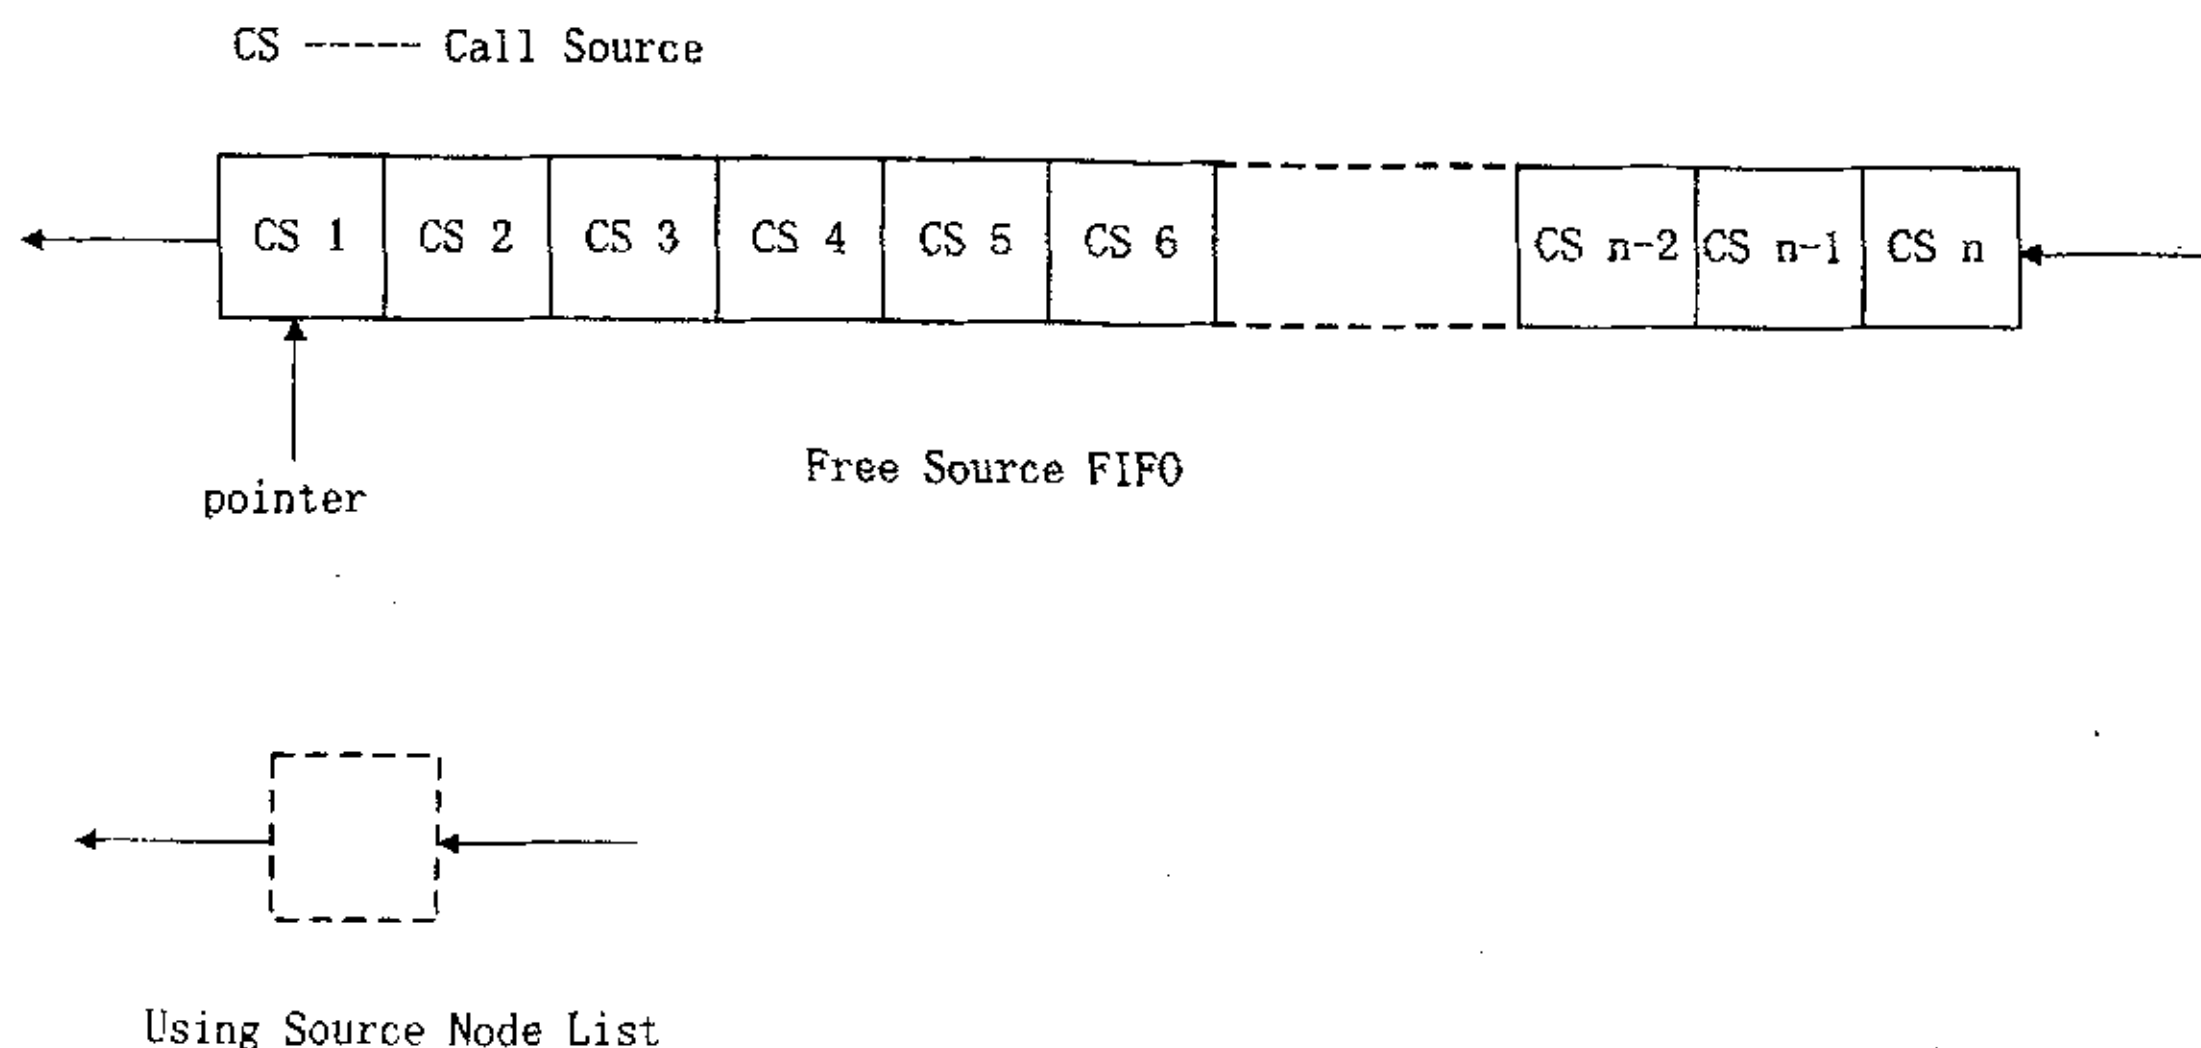 CS ----- Call Source
CS 1 CS 2 CS 3 CS 4 CS 5 CS 6 CS n-2 CS n-1 CS n
pointer
Free Source FIFO
Using Source Node List